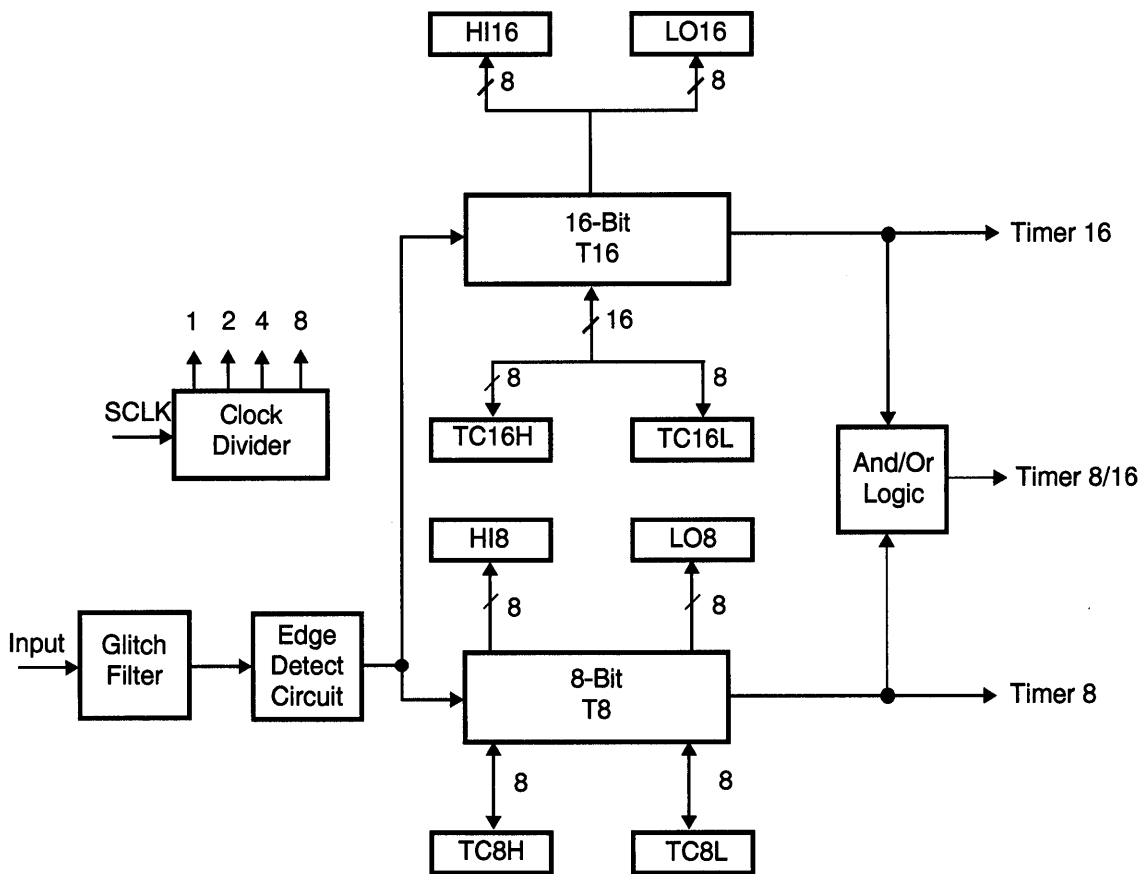 HI16
LO16
8
8
16-Bit
T16
Timer 16
16
1 2 4 8
8
8
SCLK
Clock
Divider
TC16H
TC16L
And/Or
Logic
Timer 8/16
HI8
LO8
8
8
Input
Glitch
Filter
Edge
Detect
Circuit
8-Bit
T8
Timer 8
8
8
TC8H
TC8L